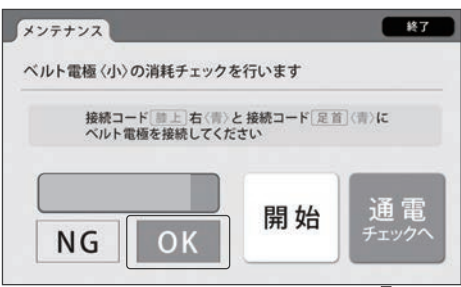 メンテナンス
終了
ベルト電極〈小〉の消耗チェックを行います
接続コード膝上右〈青〉と接続コード足首〈青〉に
ベルト電極を接続してください
NG
OK
開始
通電
チェックへ